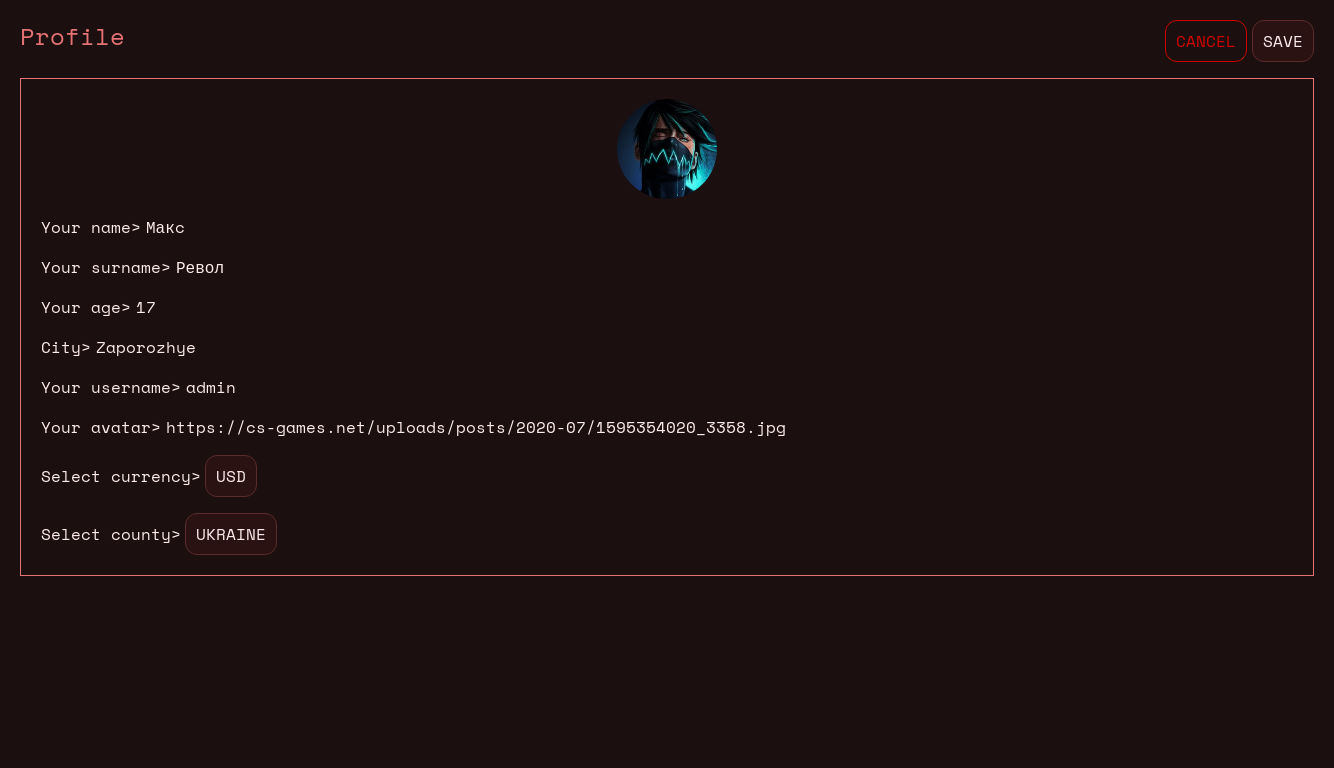 Profile
CANCEL SAVE
Your name> Макс
Your surname> Револ
Your age> 17
City> Zaporozhye
Your username> admin
Your avatar> https://cs-games.net/uploads/posts/2020-07/1595354020_3358.jpg
Select currency> USD
Select county> UKRAINE